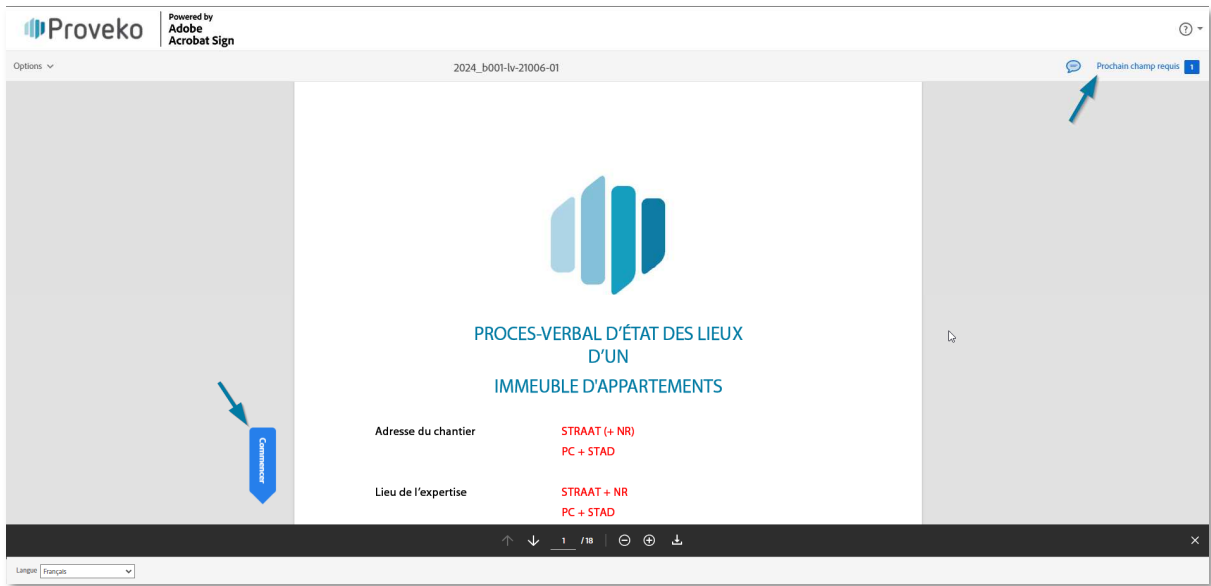 Proveko
Powered by
Adobe
Acrobat Sign
?
Options
2024_b001-lv-21006-01
Prochain champ requis 1
PROCES-VERBAL D'ÉTAT DES LIEUX
D'UN
IMMEUBLE D'APPARTEMENTS
Adresse du chantier STRAAT (+ NR)
PC + STAD
Commencer
Lieu de l'expertise STRAAT + NR
PC + STAD
1 / 18
Langue Français